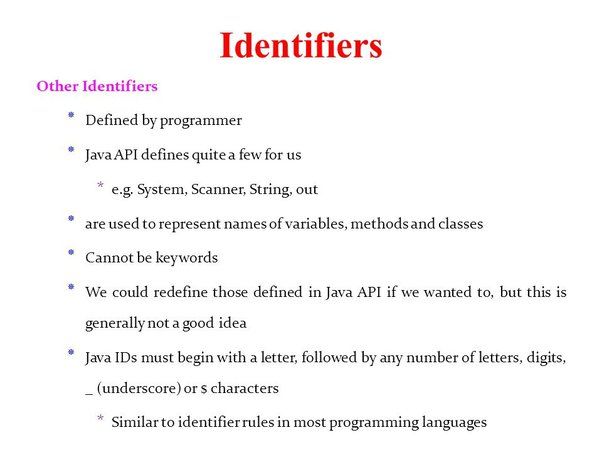 Identifiers
Other Identifiers
* Defined by programmer
* Java API defines quite a few for us
* e.g. System, Scanner, String, out
* are used to represent names of variables, methods and classes
* Cannot be keywords
* We could redefine those defined in Java API if we wanted to, but this is
generally not a good idea
* Java IDs must begin with a letter, followed by any number of letters, digits,
_ (underscore) or $ characters
* Similar to identifier rules in most programming languages